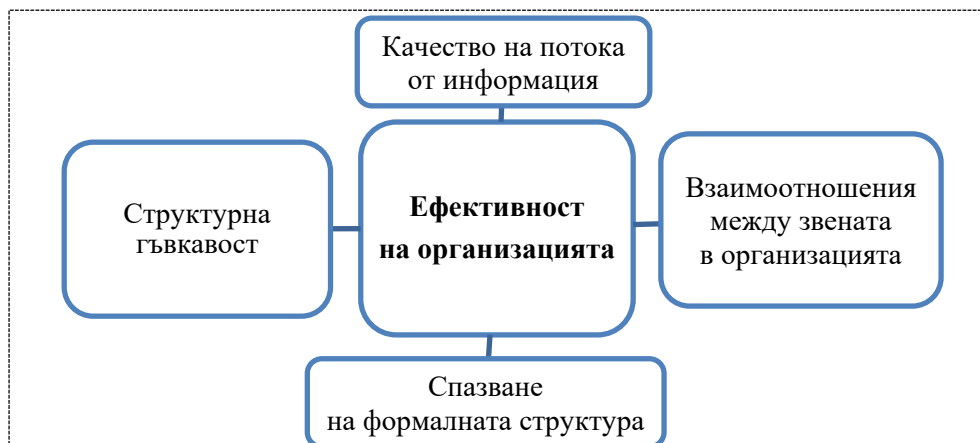 Качество на потока
от информация
Структурна
гъвкавост
Ефективност
на организацията
Взаимоотношения
между звената
в организацията
Спазване
на формалната структура